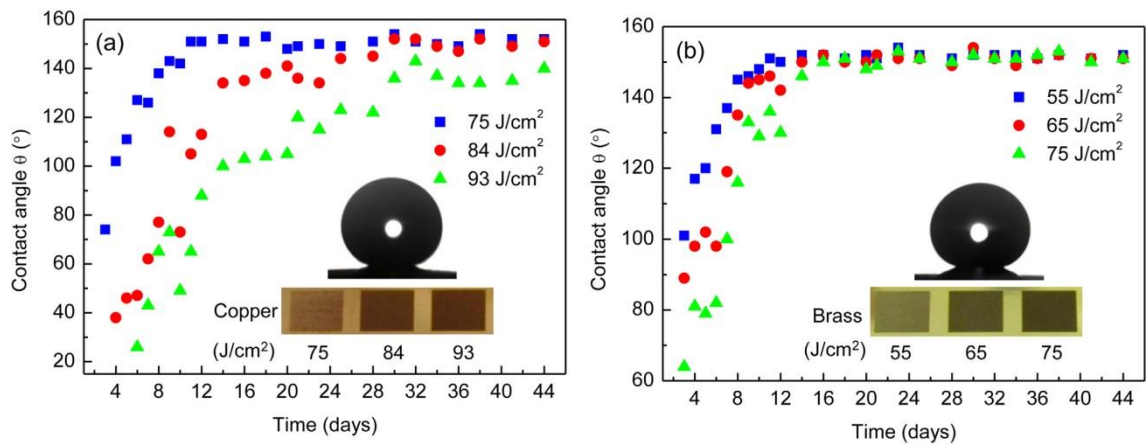 (a)
160
140
120
100
80
60
40
20
Contact angle θ (°)
75 J/cm²
84 J/cm²
93 J/cm²
Copper
(J/cm²) 75 84 93
4 8 12 16 20 24 28 32 36 40 44
Time (days)
(b)
160
140
120
100
80
60
Contact angle θ (°)
55 J/cm²
65 J/cm²
75 J/cm²
Brass
(J/cm²) 55 65 75
4 8 12 16 20 24 28 32 36 40 44
Time (days)